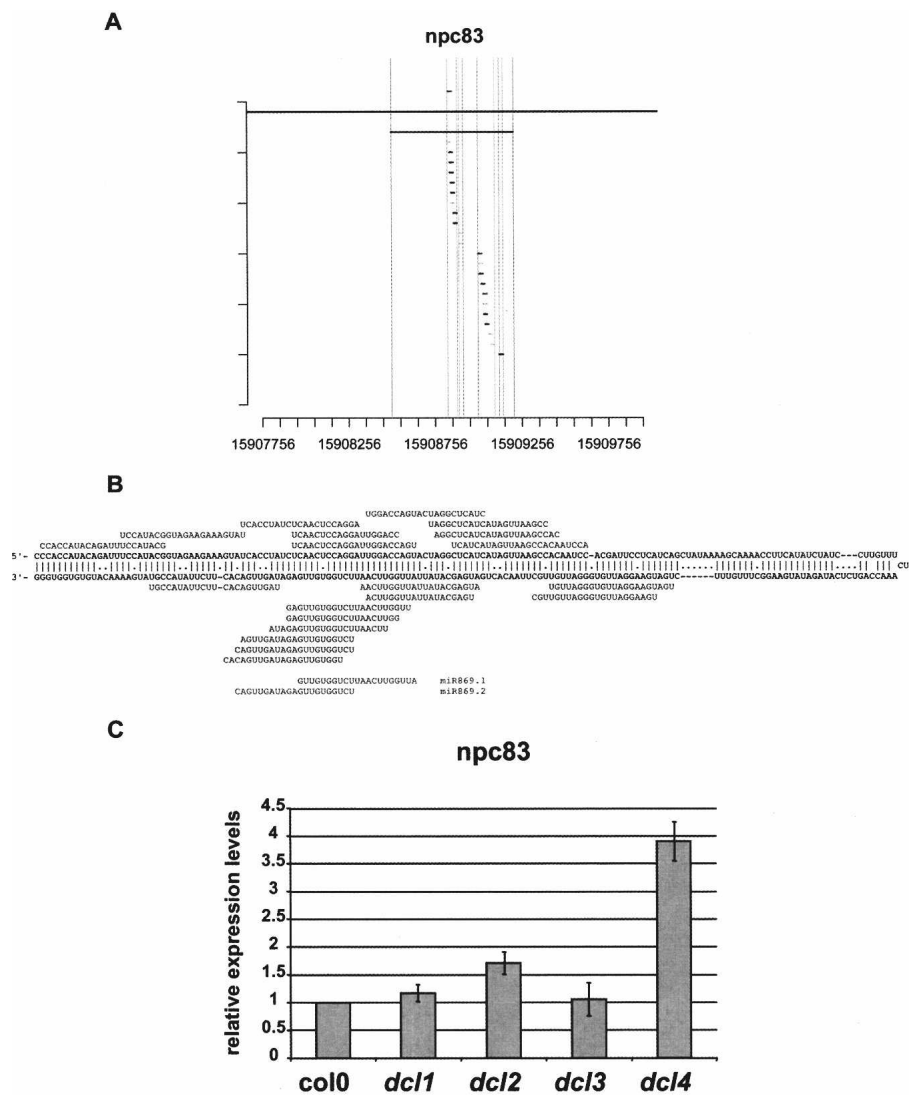 A
npc83
15907756 15908256 15908756 15909256 15909756
B
UGGACCAGUACUAGGCUCAUC
UCACCUAUCUCAACUCCAGGA UAGGCUCAUCAUAGUUAAGCC
UCCAUACGGUAGAAGAAAGUAU UCAACUCCAGGAUUGGACC AGGCUCAUCAUAGUUAAGCCAC
CCACCAUACAGAUUUCCAUACG UCAACUCCAGGAUUGGACCAGU UCAUCAUAGUUAAGCCACAAUCCA
5'- CCCACCAUACAGAUUUCCAUACGGUAGAAGAAAGUAUCACCUAUCUCAACUCCAGGAUUGGACCAGUACUAGGCUCAUCAUAGUUAAGCCACAAUCC-ACGAUUCCUCAUCAGCUAUAAAAGCAAAACCUUCAUAUCUAUC---CUUGUUU
CU
3'- GGGUGGUGUGUACAAAAGUAUGCCAUAUUCUU-CACAGUUGAUAGAGUUGUGGUCUUAACUUGGUUAUUAUACGAGUAGUCACAAUUCGUUGUUAGGGUGUUAGGAAGUAGUC------UUUGUUUCGGAAGUAUAGAUACUCUGACCAAA
UGCCAUAUUCUU-CACAGUUGAU AACUUGGUUAUUAUACGAGUA UGUUAGGGUGUUAGGAAGUAGU
ACUUGGUUAUUAUACGAGU CGUUGUUAGGGUGUUAGGAAGU
GAGUUGUGGUCUUAACUUGGUU
GAGUUGUGGUCUUAACUUGG
AUAGAGUUGUGGUCUUAACUU
AGUUGAUAGAGUUGUGGUCU
CAGUUGAUAGAGUUGUGGUCU
CACAGUUGAUAGAGUUGUGGU
GUUGUGGUCUUAACUUGGUUA miR869.1
CAGUUGAUAGAGUUGUGGUCU miR869.2
C
npc83
relative expression levels
4.5
4
3.5
3
2.5
2
1.5
1
0.5
0
col0 dcl1 dcl2 dcl3 dcl4